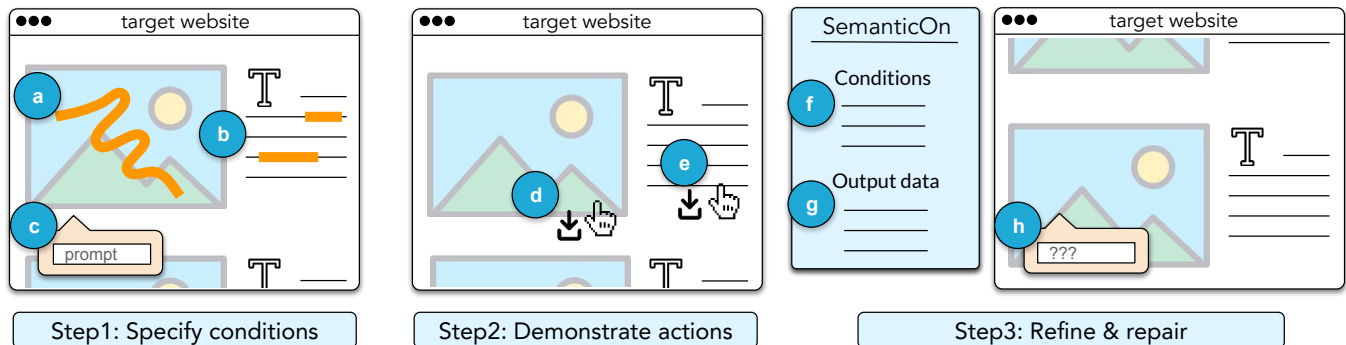 target website
a
b
T
c
prompt
T
Step1: Specify conditions
target website
T
d
e
T
Step2: Demonstrate actions
SemanticOn
Conditions
f
Output data
g
target website
T
h
???
Step3: Refine & repair